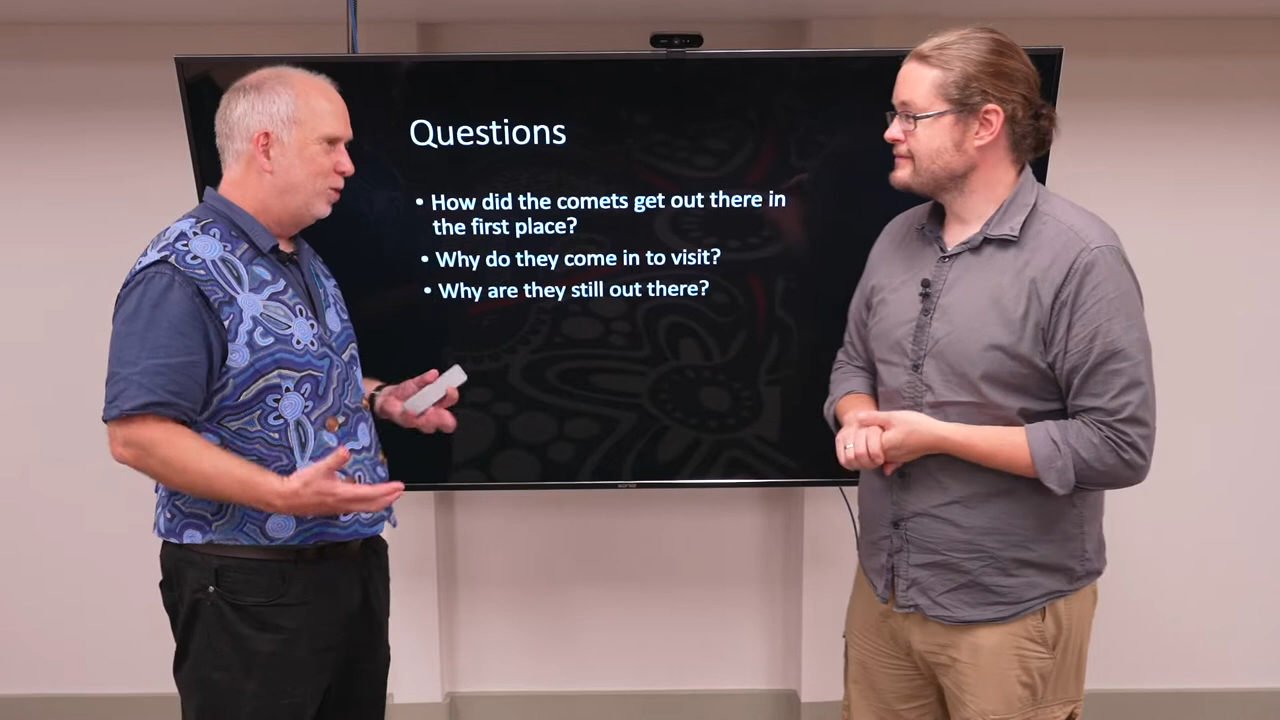 Questions
• How did the comets get out there in
the first place?
• Why do they come in to visit?
• Why are they still out there?